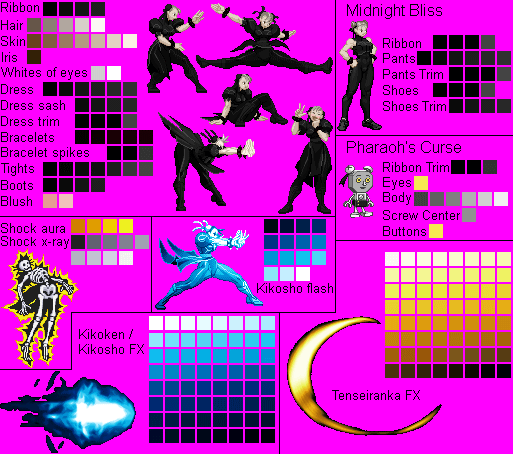 Ribbon
Hair
Skin
Iris
Whites of eyes
Dress
Dress sash
Dress trim
Bracelets
Bracelet spikes
Tights
Boots
Blush
Midnight Bliss
Ribbon
Pants
Pants Trim
Shoes
Shoes Trim
Pharaoh's Curse
Ribbon Trim
Eyes
Body
Screw Center
Buttons
Shock aura
Shock x-ray
Kikosho flash
Kikoken /
Kikosho FX
Tenseiranka FX